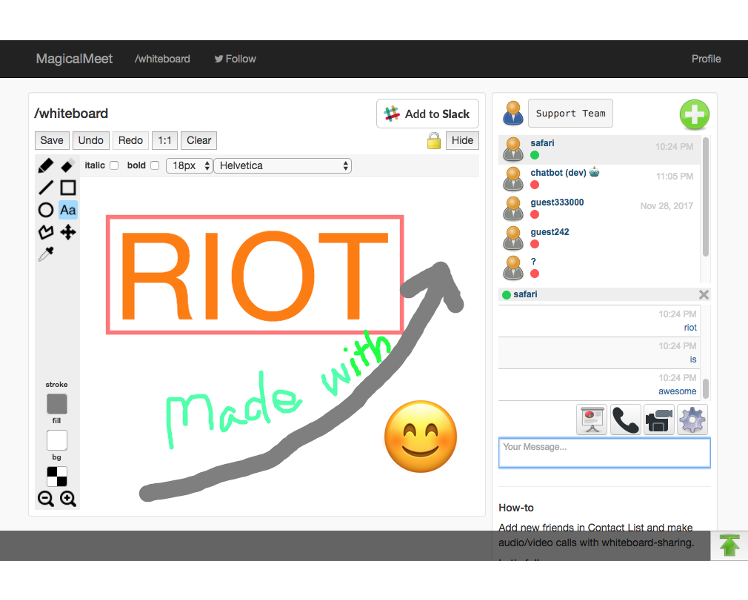 MagicalMeet /whiteboard Follow Profile
/whiteboard
Add to Slack
Save Undo Redo 1:1 Clear Hide
italic bold 18px Helvetica
Aa
RIOT
Made with
stroke
fill
bg
Support Team
safari 10:24 PM
chatbot (dev) 11:05 PM
guest333000 Nov 28, 2017
guest242
?
safari
10:24 PM
riot
10:24 PM
is
10:24 PM
awesome
Your Message...
How-to
Add new friends in Contact List and make
audio/video calls with whiteboard-sharing.